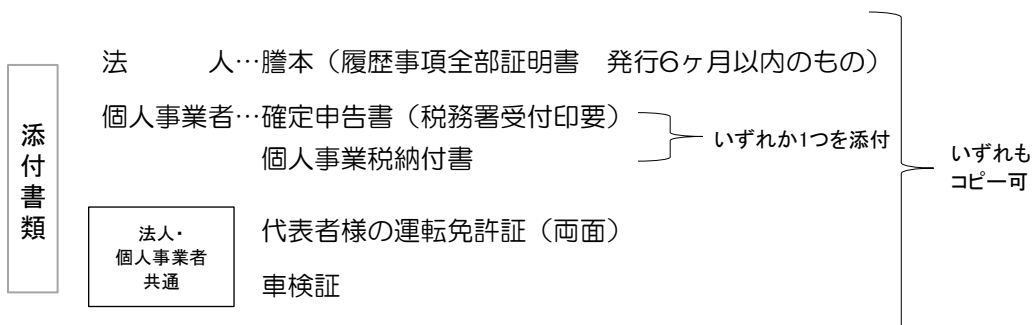 添付書類
法　　人…謄本（履歴事項全部証明書　発行6ヶ月以内のもの）
個人事業者…確定申告書（税務署受付印要）
個人事業税納付書
いずれか1つを添付
法人・
個人事業者
共通
代表者様の運転免許証（両面）
車検証
いずれも
コピー可